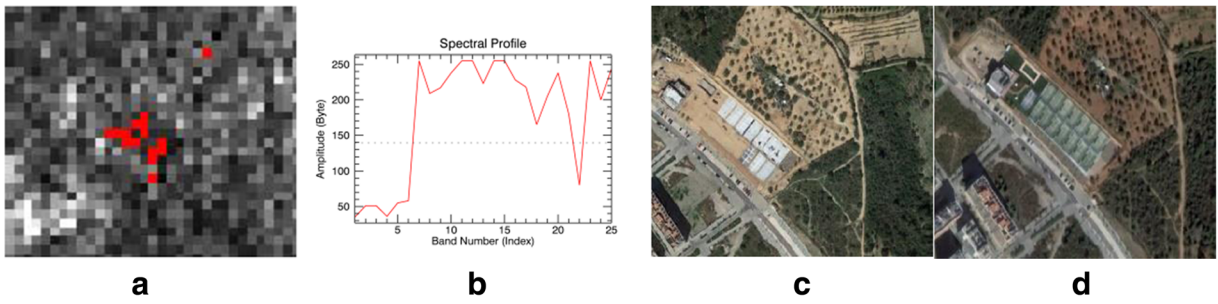 Spectral Profile
Amplitude (Byte)
250
200
150
100
50
5
10
15
20
25
Band Number (Index)
a
b
c
d